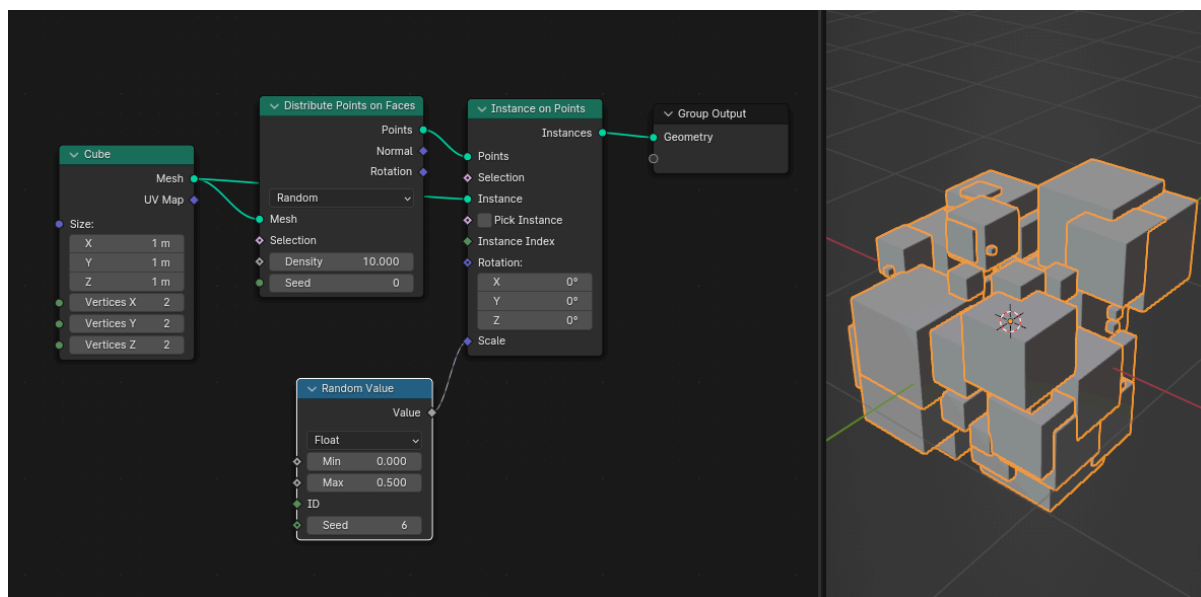 Cube
Mesh
UV Map
Size:
X 1 m
Y 1 m
Z 1 m
Vertices X 2
Vertices Y 2
Vertices Z 2
Distribute Points on Faces
Points
Normal
Rotation
Random
Mesh
Selection
Density 10.000
Seed 0
Random Value
Value
Float
Min 0.000
Max 0.500
ID
Seed 6
Instance on Points
Instances
Points
Selection
Instance
Pick Instance
Instance Index
Rotation:
X 0°
Y 0°
Z 0°
Scale
Group Output
Geometry